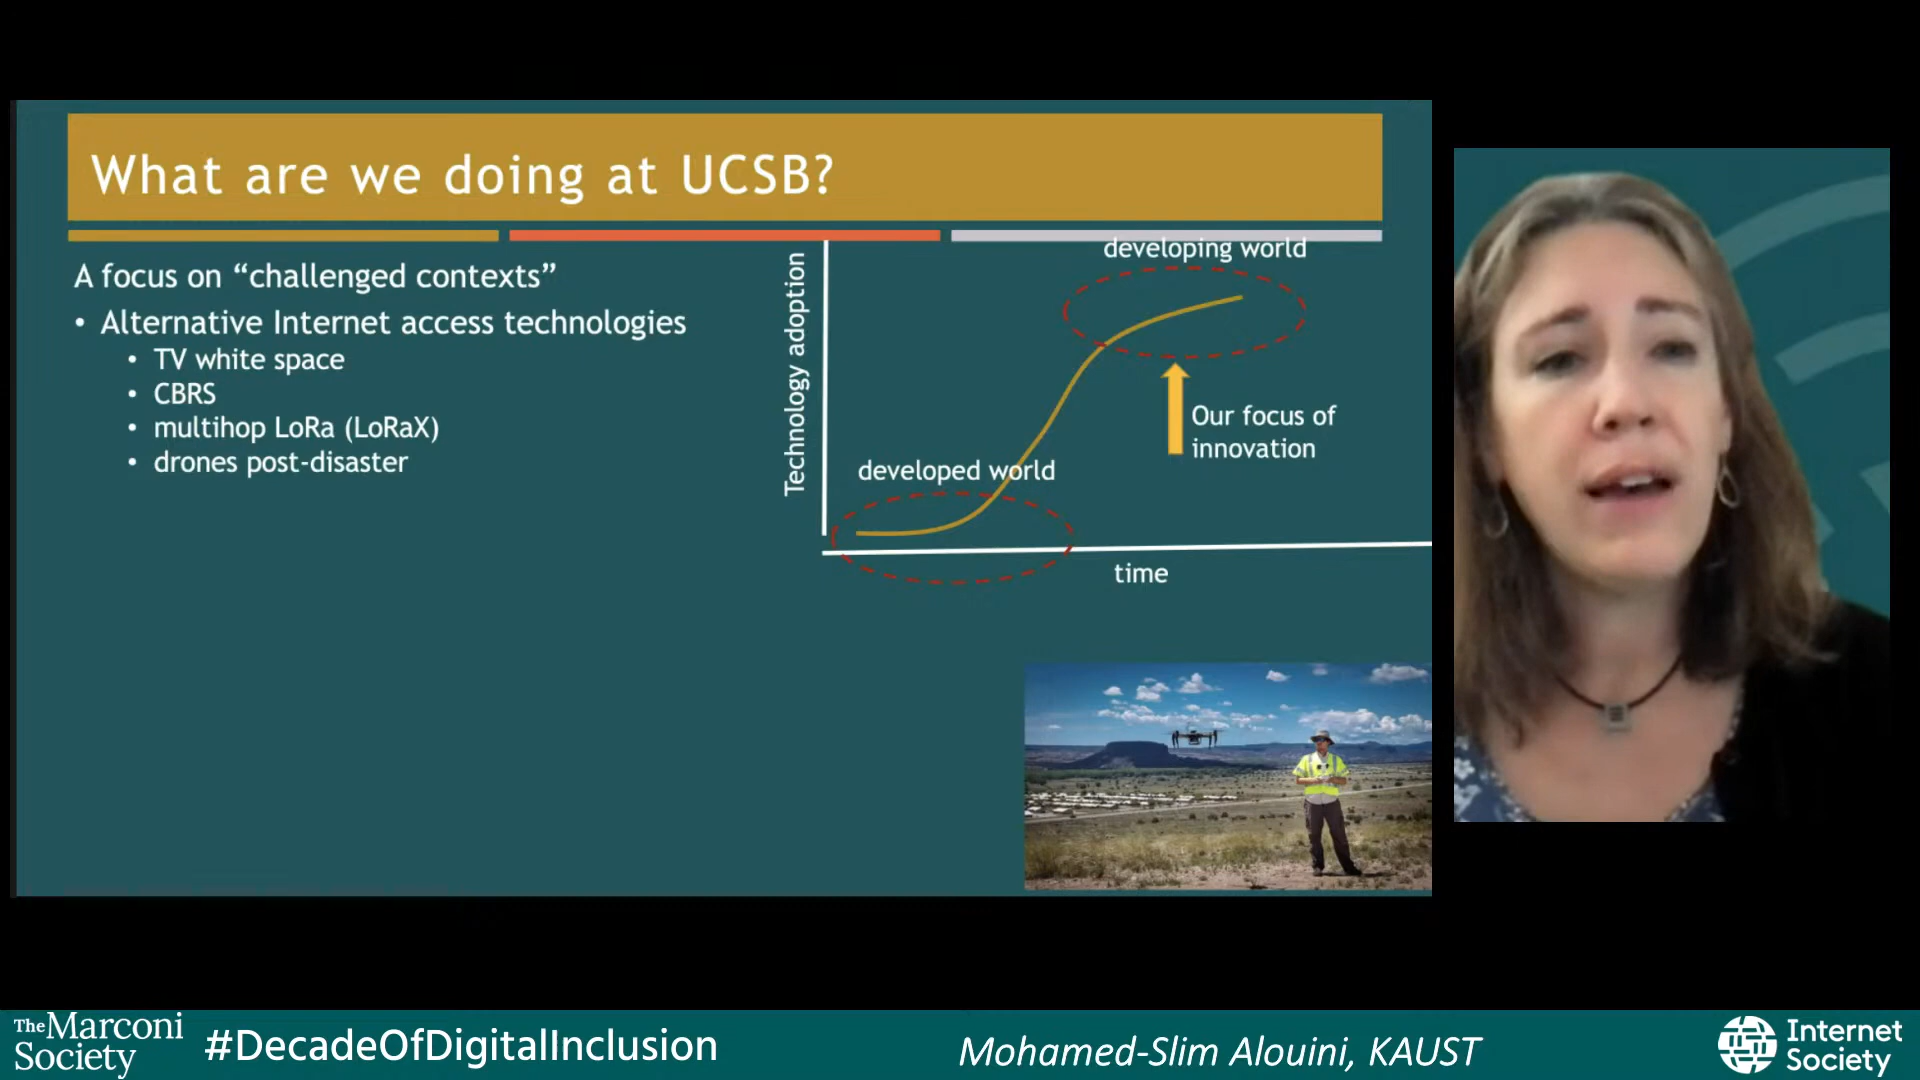 What are we doing at UCSB?
A focus on “challenged contexts”
• Alternative Internet access technologies
• TV white space
• CBRS
• multihop LoRa (LoRaX)
• drones post-disaster
Technology adoption
developing world
Our focus of
innovation
developed world
time
The Marconi
Society
#DecadeOfDigitalInclusion
Mohamed-Slim Alouini, KAUST
Internet
Society